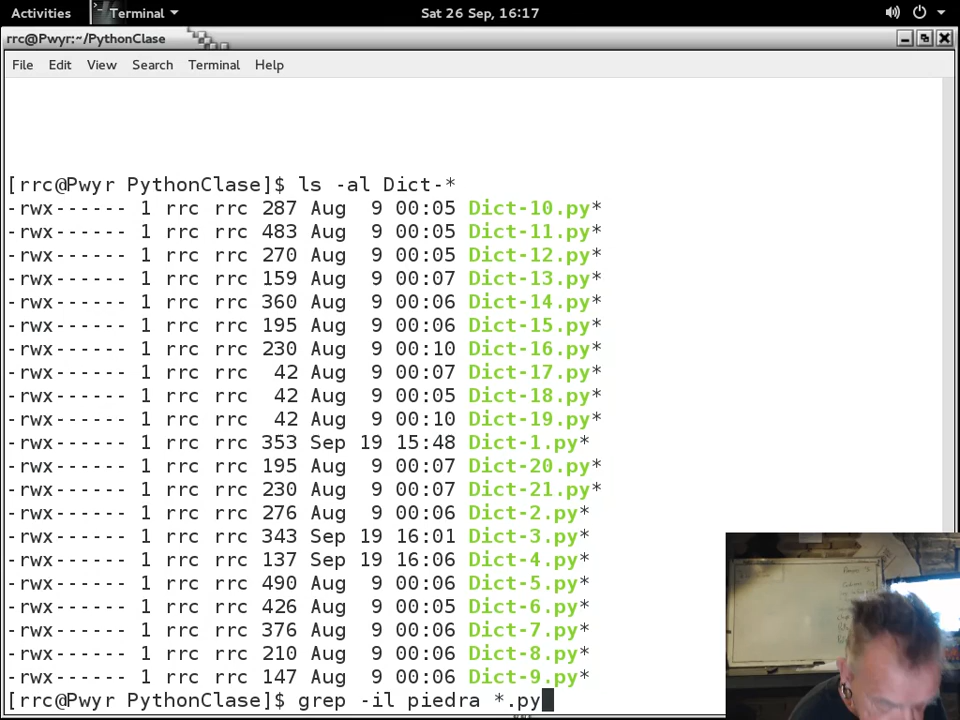 Activities Terminal Sat 26 Sep, 16:17
rrc@Pwyr:~/PythonClase
File Edit View Search Terminal Help
[rrc@Pwyr PythonClase]$ ls -al Dict-*
-rwx------ 1 rrc rrc 287 Aug  9 00:05 Dict-10.py*
-rwx------ 1 rrc rrc 483 Aug  9 00:05 Dict-11.py*
-rwx------ 1 rrc rrc 270 Aug  9 00:05 Dict-12.py*
-rwx------ 1 rrc rrc 159 Aug  9 00:07 Dict-13.py*
-rwx------ 1 rrc rrc 360 Aug  9 00:06 Dict-14.py*
-rwx------ 1 rrc rrc 195 Aug  9 00:06 Dict-15.py*
-rwx------ 1 rrc rrc 230 Aug  9 00:10 Dict-16.py*
-rwx------ 1 rrc rrc  42 Aug  9 00:07 Dict-17.py*
-rwx------ 1 rrc rrc  42 Aug  9 00:05 Dict-18.py*
-rwx------ 1 rrc rrc  42 Aug  9 00:10 Dict-19.py*
-rwx------ 1 rrc rrc 353 Sep 19 15:48 Dict-1.py*
-rwx------ 1 rrc rrc 195 Aug  9 00:07 Dict-20.py*
-rwx------ 1 rrc rrc 230 Aug  9 00:07 Dict-21.py*
-rwx------ 1 rrc rrc 276 Aug  9 00:06 Dict-2.py*
-rwx------ 1 rrc rrc 343 Sep 19 16:01 Dict-3.py*
-rwx------ 1 rrc rrc 137 Sep 19 16:06 Dict-4.py*
-rwx------ 1 rrc rrc 490 Aug  9 00:06 Dict-5.py*
-rwx------ 1 rrc rrc 426 Aug  9 00:05 Dict-6.py*
-rwx------ 1 rrc rrc 376 Aug  9 00:06 Dict-7.py*
-rwx------ 1 rrc rrc 210 Aug  9 00:06 Dict-8.py*
-rwx------ 1 rrc rrc 147 Aug  9 00:06 Dict-9.py*
[rrc@Pwyr PythonClase]$ grep -il piedra *.py